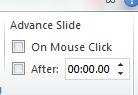 Advance Slide
On Mouse Click
After: 00:00.00